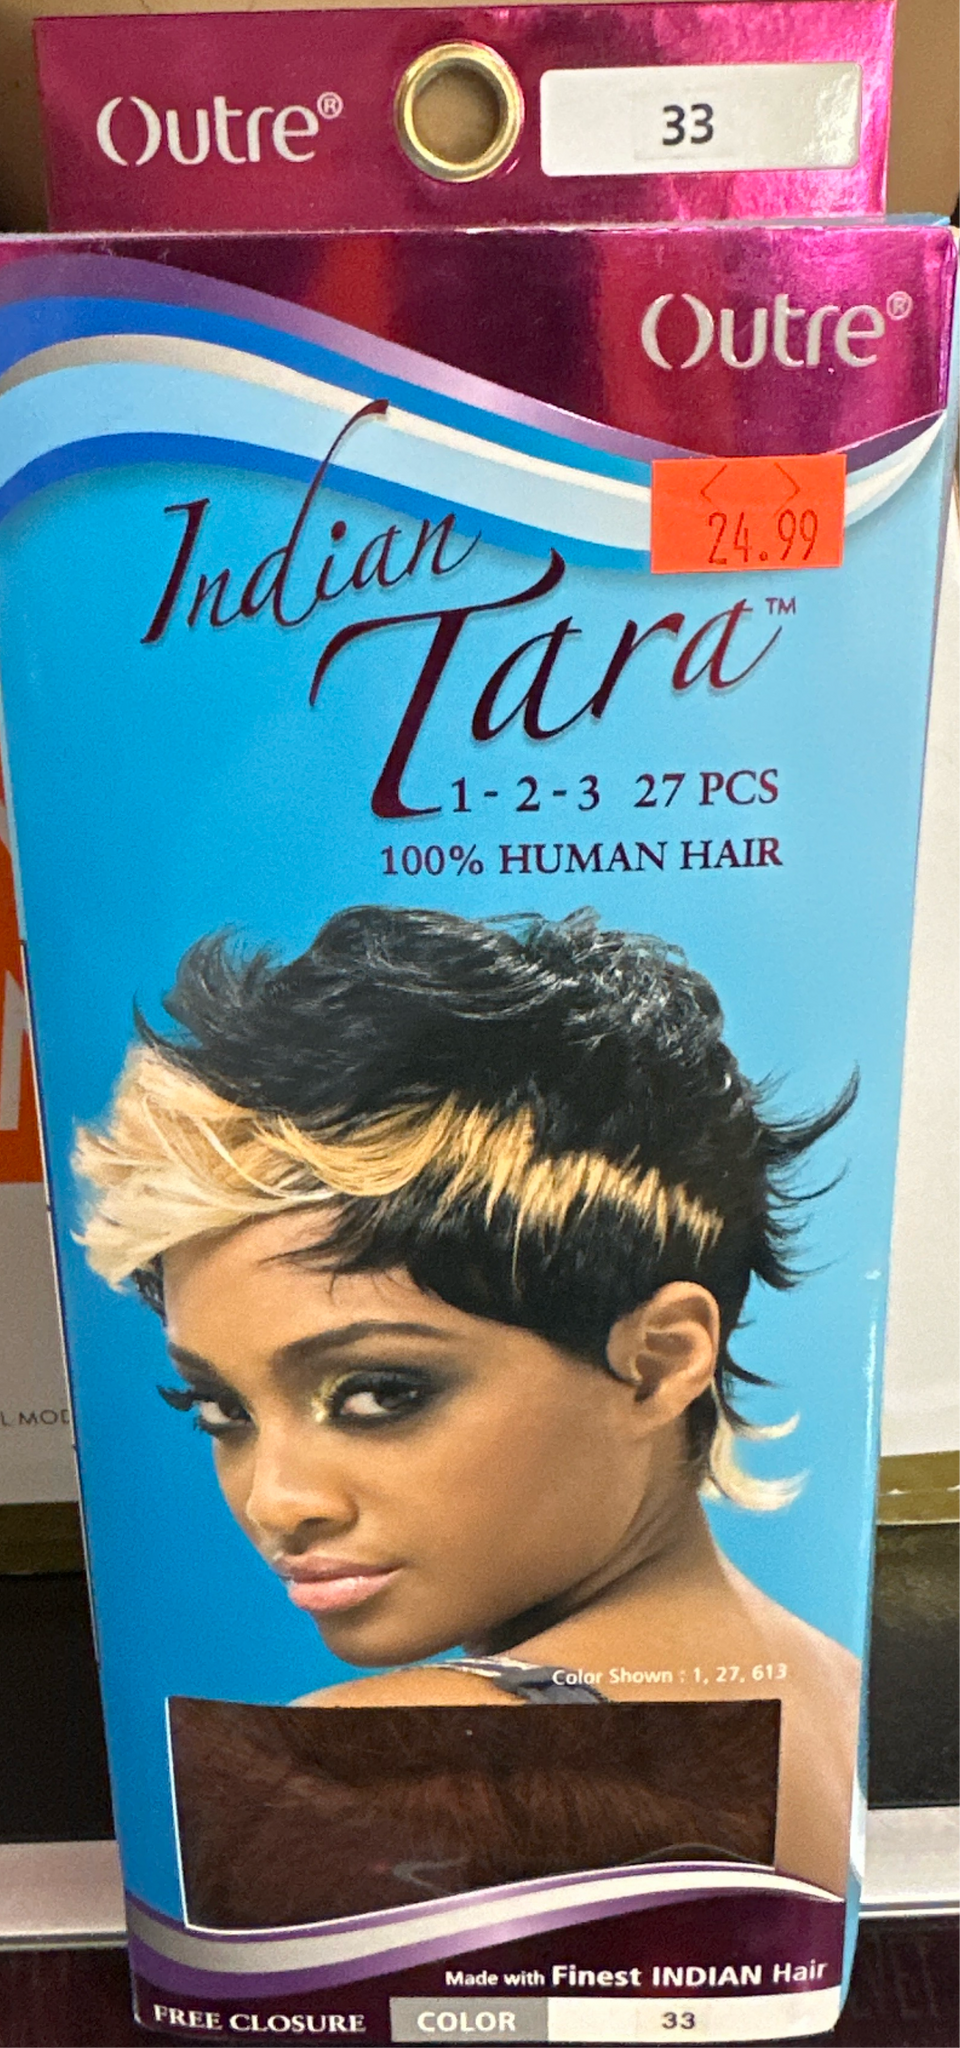 Outre®
33
Outre®
24.99
Indian
Tara™
1-2-3 27 PCS
100% HUMAN HAIR
L MOD
Color Shown : 1, 27, 613
Made with Finest INDIAN Hair
FREE CLOSURE COLOR 33